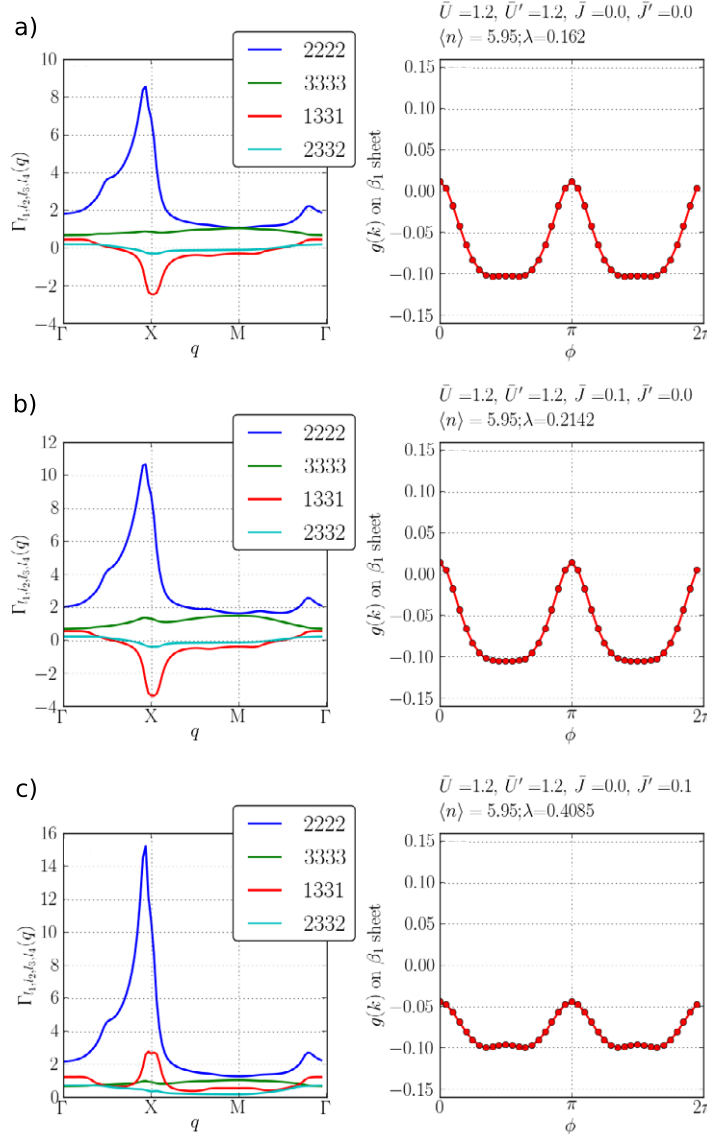 a)
Ū =1.2, Ū′ =1.2, J̄ =0.0, J̄′ =0.0
⟨n⟩ = 5.95;λ=0.162
Γ_{l₁,l₂,l₃,l₄}(q)
10
8
6
4
2
0
−2
−4
Γ X M Γ
q
2222
3333
1331
2332
g(k) on β₁ sheet
0.15
0.10
0.05
0.00
−0.05
−0.10
−0.15
0 π 2π
ϕ
b)
Ū =1.2, Ū′ =1.2, J̄ =0.1, J̄′ =0.0
⟨n⟩ = 5.95;λ=0.2142
Γ_{l₁,l₂,l₃,l₄}(q)
12
10
8
6
4
2
0
−2
−4
Γ X M Γ
q
2222
3333
1331
2332
g(k) on β₁ sheet
0.15
0.10
0.05
0.00
−0.05
−0.10
−0.15
0 π 2π
ϕ
c)
Ū =1.2, Ū′ =1.2, J̄ =0.0, J̄′ =0.1
⟨n⟩ = 5.95;λ=0.4085
Γ_{l₁,l₂,l₃,l₄}(q)
16
14
12
10
8
6
4
2
0
Γ X M Γ
q
2222
3333
1331
2332
g(k) on β₁ sheet
0.15
0.10
0.05
0.00
−0.05
−0.10
−0.15
0 π 2π
ϕ